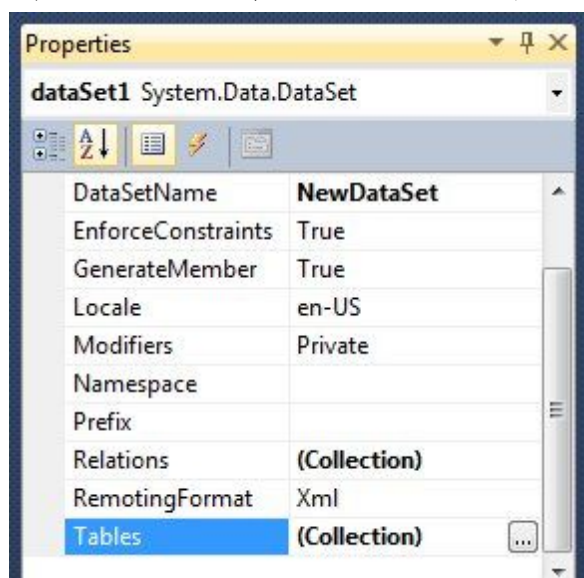 Properties
dataSet1 System.Data.DataSet
A
Z
DataSetName NewDataSet
EnforceConstraints True
GenerateMember True
Locale en-US
Modifiers Private
Namespace
Prefix
Relations (Collection)
RemotingFormat Xml
Tables (Collection) ...